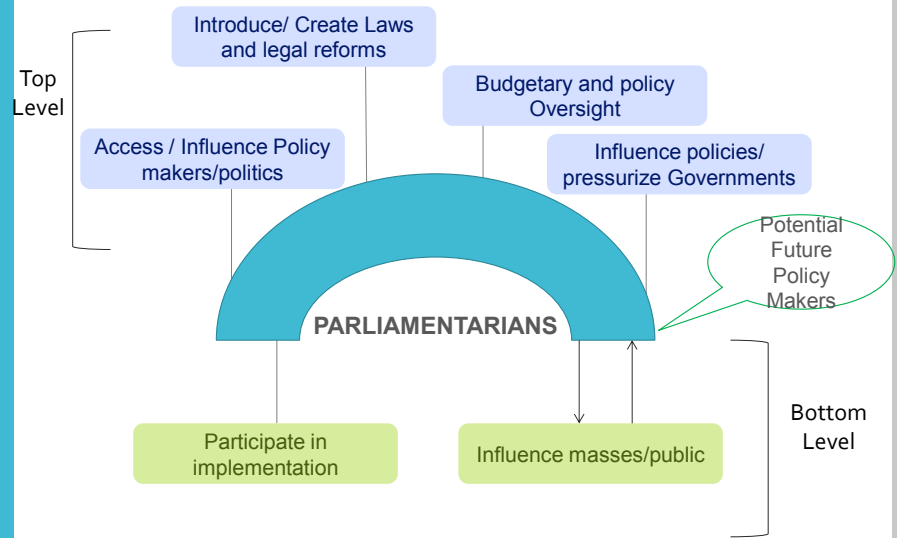 Introduce/ Create Laws
and legal reforms
Top
Level
Budgetary and policy
Oversight
Access / Influence Policy
makers/politics
Influence policies/
pressurize Governments
Potential
Future
Policy
Makers
PARLIAMENTARIANS
Bottom
Level
Participate in
implementation
Influence masses/public